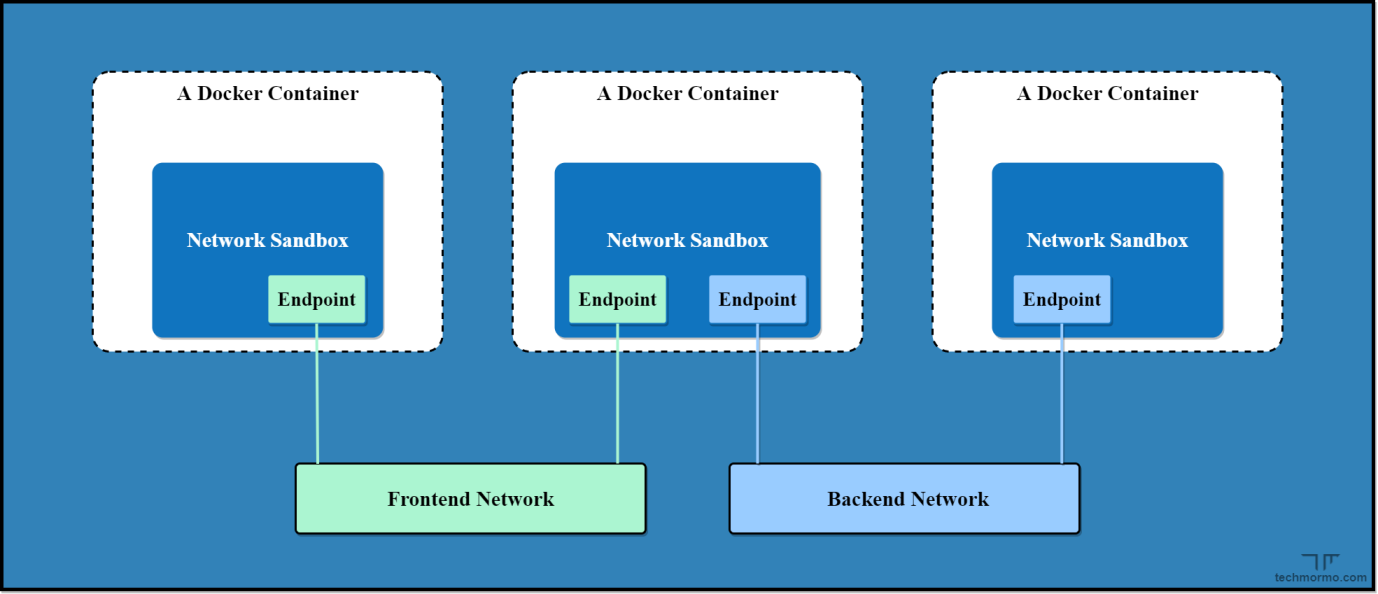 A Docker Container
A Docker Container
A Docker Container
Network Sandbox
Network Sandbox
Network Sandbox
Endpoint
Endpoint
Endpoint
Endpoint
Frontend Network
Backend Network
techmormo.com